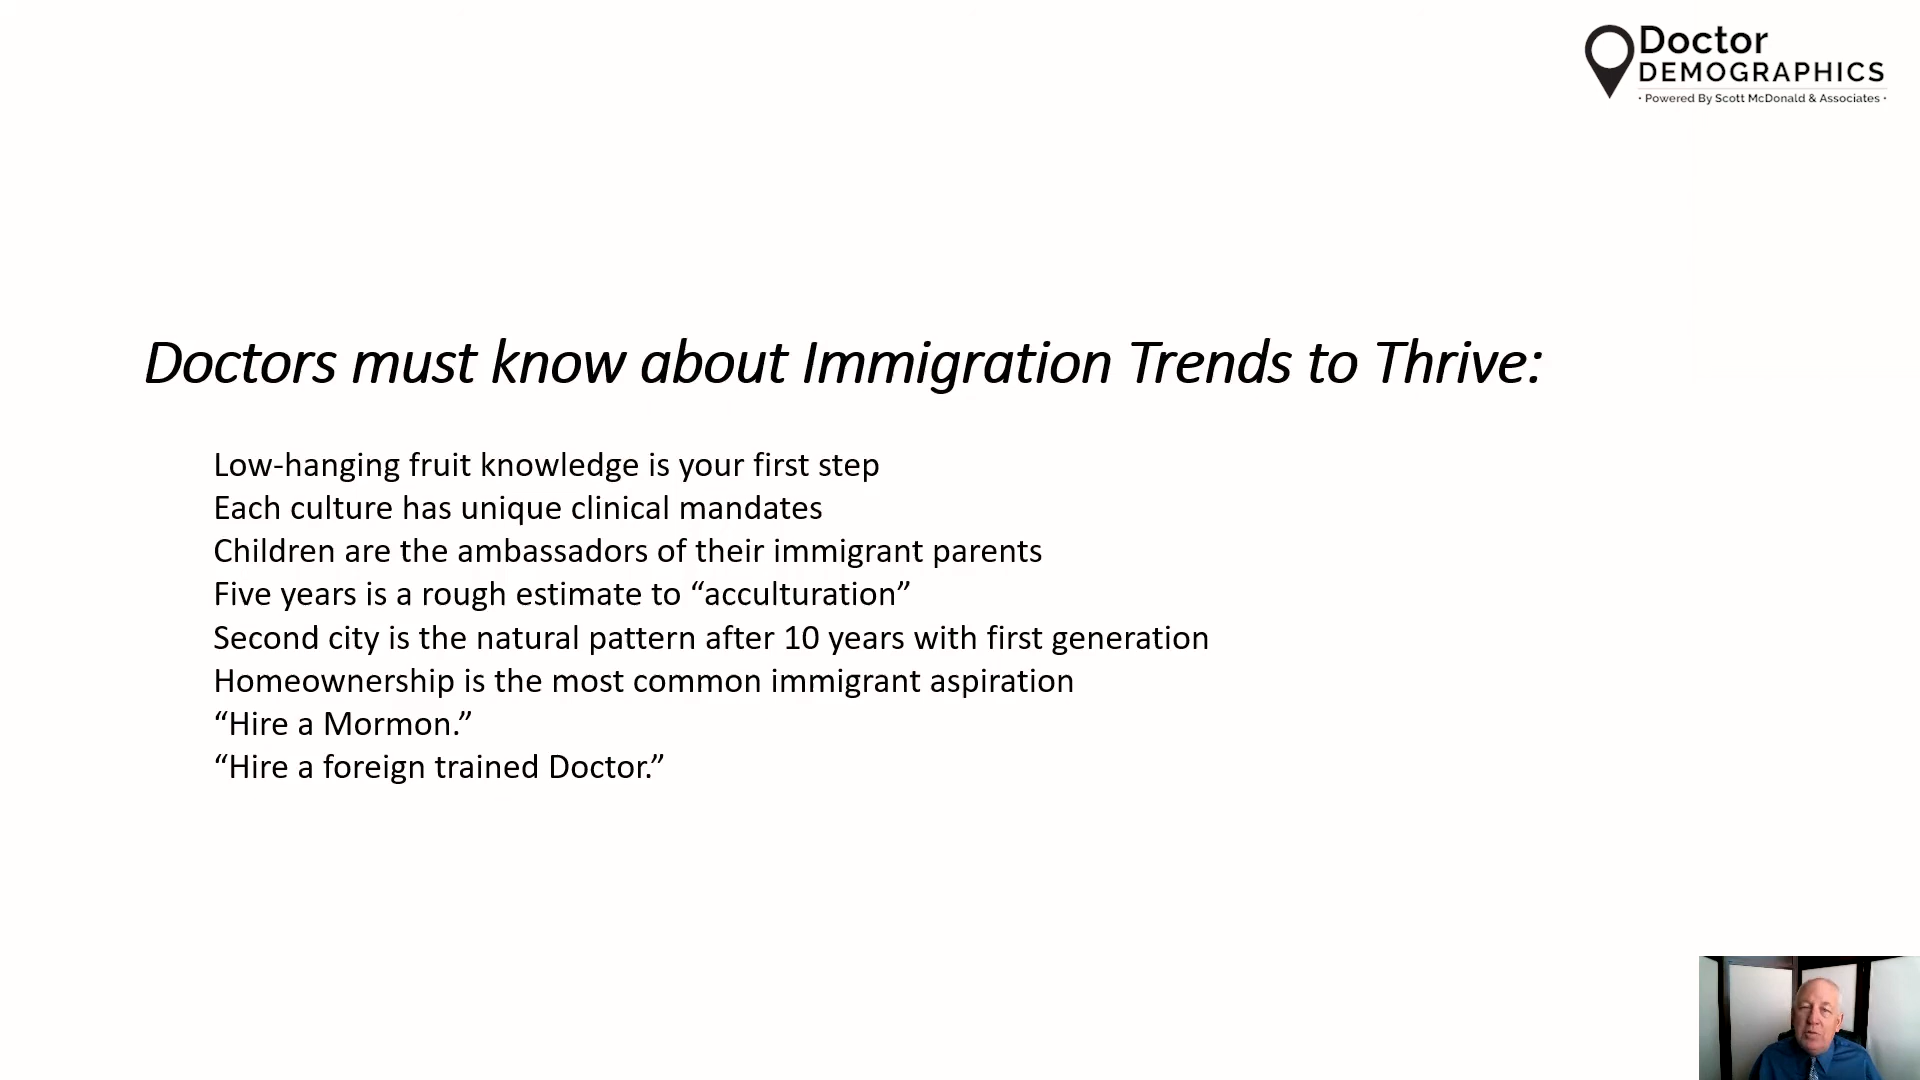 Doctor
DEMOGRAPHICS
· Powered By Scott McDonald & Associates ·
Doctors must know about Immigration Trends to Thrive:
Low-hanging fruit knowledge is your first step
Each culture has unique clinical mandates
Children are the ambassadors of their immigrant parents
Five years is a rough estimate to “acculturation”
Second city is the natural pattern after 10 years with first generation
Homeownership is the most common immigrant aspiration
“Hire a Mormon.”
“Hire a foreign trained Doctor.”